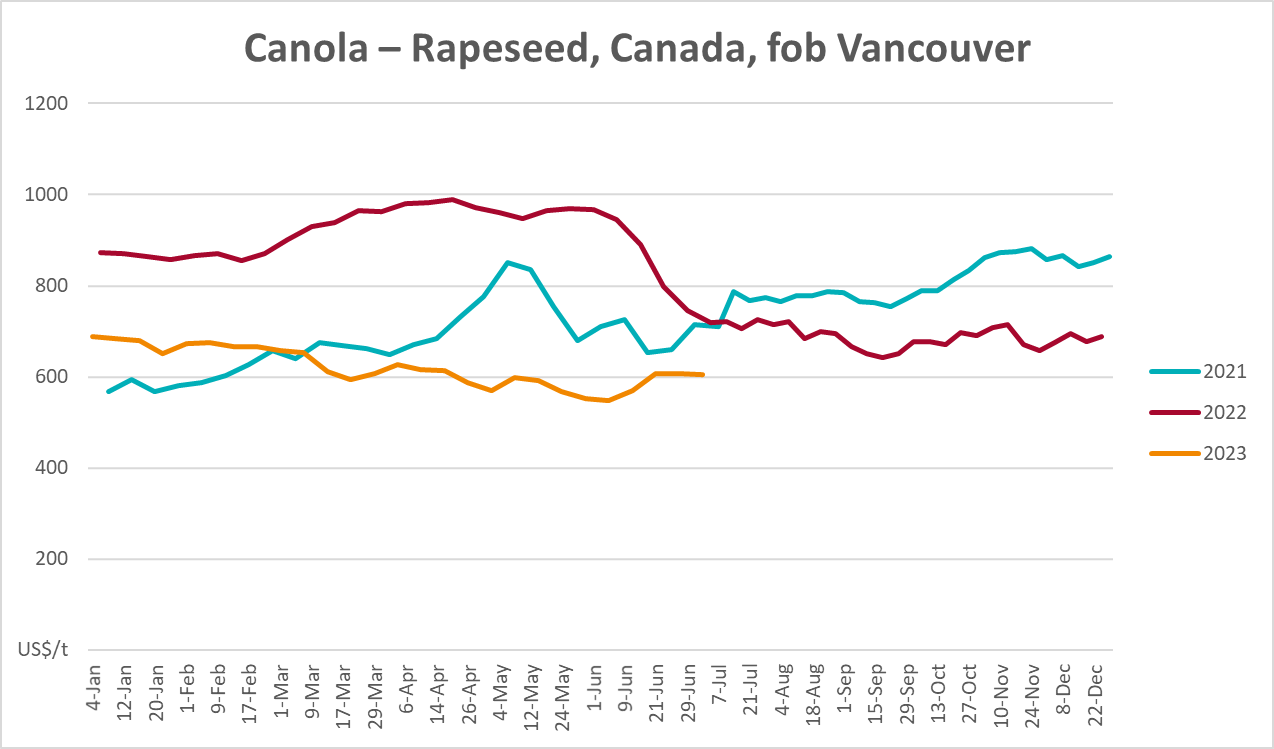 Canola – Rapeseed, Canada, fob Vancouver
1200
1000
800
600
400
200
US$/t
4-Jan
12-Jan
20-Jan
1-Feb
9-Feb
17-Feb
1-Mar
9-Mar
17-Mar
29-Mar
6-Apr
14-Apr
26-Apr
4-May
12-May
24-May
1-Jun
9-Jun
21-Jun
29-Jun
7-Jul
21-Jul
4-Aug
18-Aug
1-Sep
15-Sep
29-Sep
13-Oct
27-Oct
10-Nov
24-Nov
8-Dec
22-Dec
2021
2022
2023